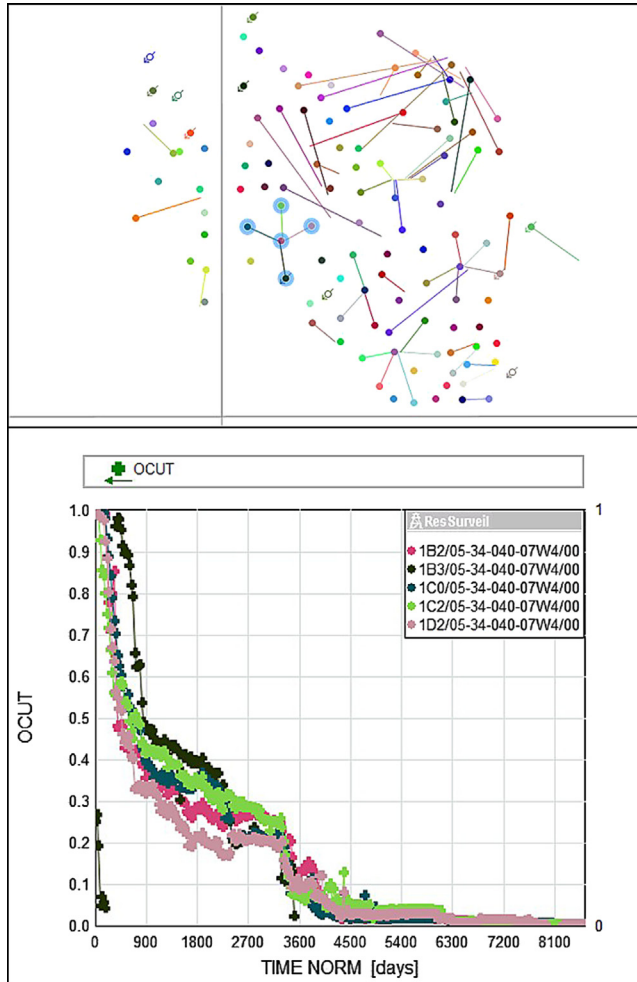 OCUT
ResSurveil
1B2/05-34-040-07W4/00
1B3/05-34-040-07W4/00
1C0/05-34-040-07W4/00
1C2/05-34-040-07W4/00
1D2/05-34-040-07W4/00
1.0
0.9
0.8
0.7
0.6
0.5
0.4
0.3
0.2
0.1
0.0
1
0
OCUT
0 900 1800 2700 3600 4500 5400 6300 7200 8100
TIME NORM [days]